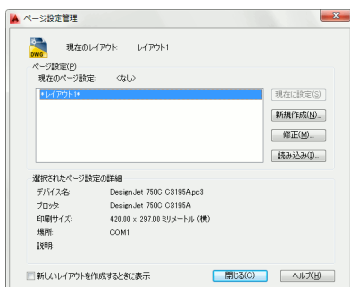 ページ設定管理
DWG
現在のレイアウト: レイアウト1
ページ設定(P)
現在のページ設定: <なし>
*レイアウト1*
現在に設定(S)
新規作成(N)...
修正(M)...
読み込み(I)...
選択されたページ設定の詳細
デバイス名: DesignJet 750C C3195A.pc3
プロッタ: DesignJet 750C C3195A
印刷サイズ: 420.00 x 297.00 ミリメートル (横)
場所: COM1
説明:
新しいレイアウトを作成するときに表示
閉じる(C)
ヘルプ(H)